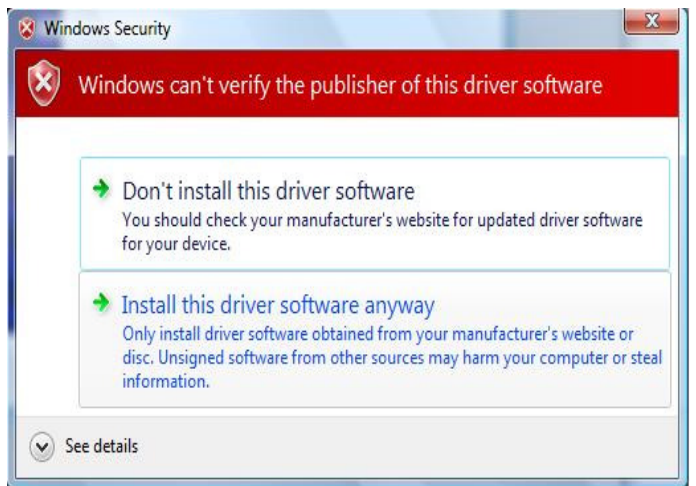 Windows Security
Windows can't verify the publisher of this driver software
Don't install this driver software
You should check your manufacturer's website for updated driver software
for your device.
Install this driver software anyway
Only install driver software obtained from your manufacturer's website or
disc. Unsigned software from other sources may harm your computer or steal
information.
See details